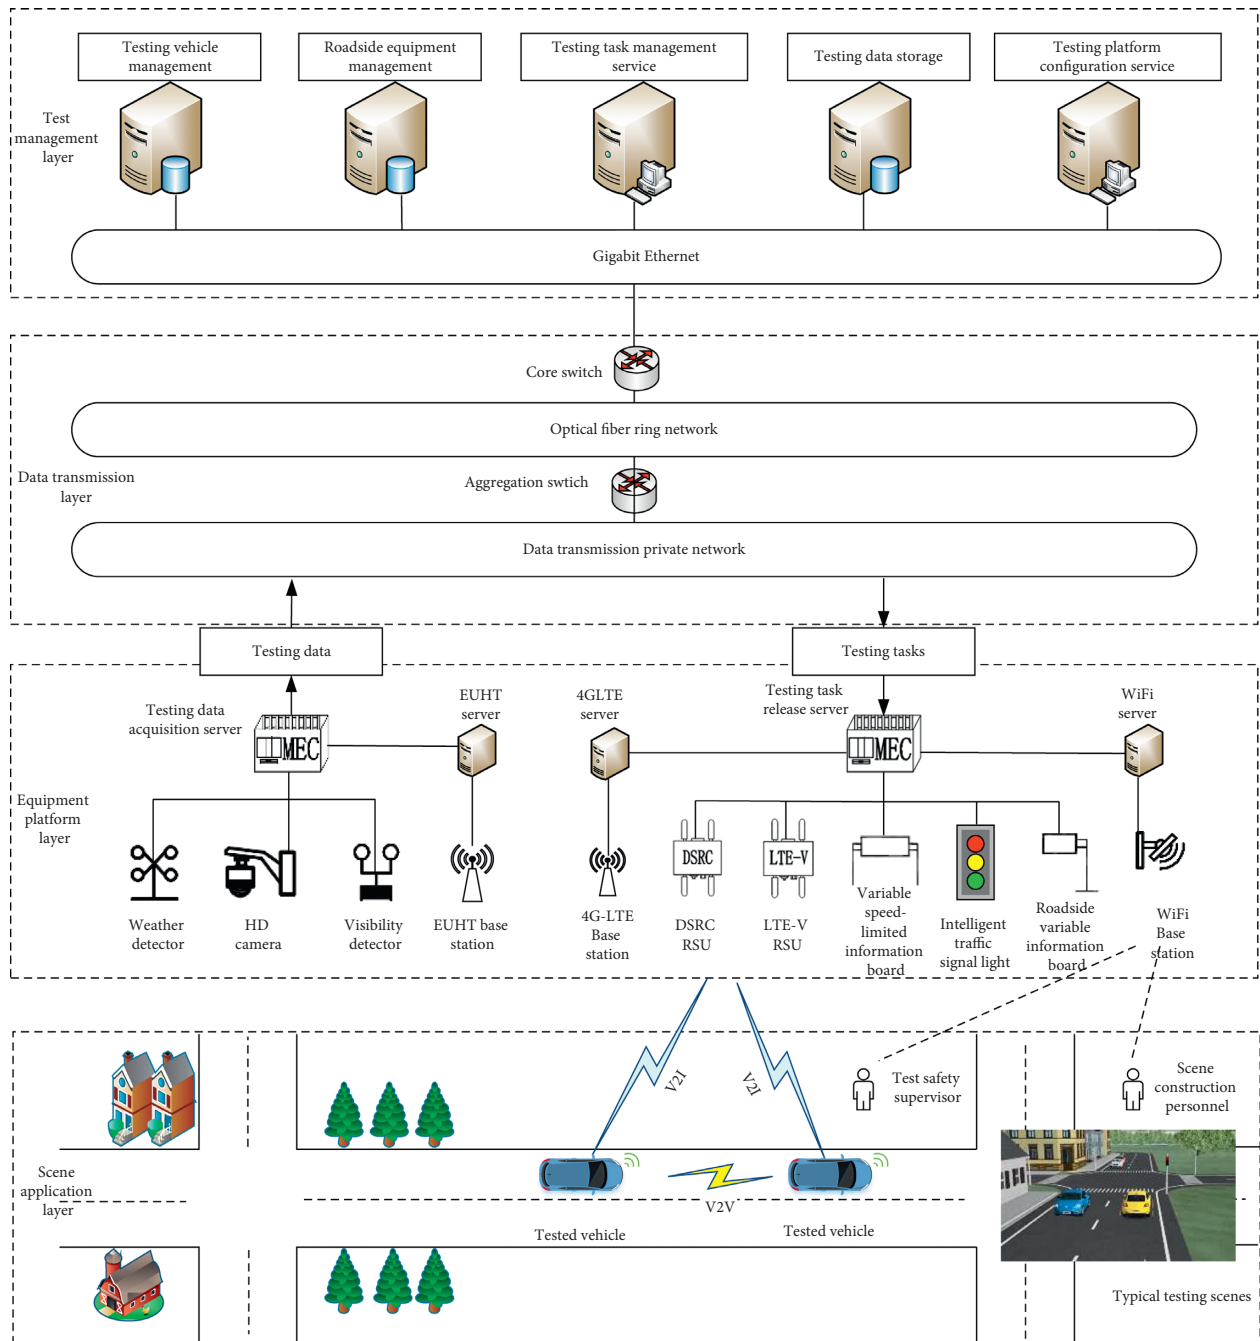 Testing vehicle
management
Roadside equipment
management
Testing task management
service
Testing data storage
Testing platform
configuration service
Test
management
layer
Gigabit Ethernet
Core switch
Optical fiber ring network
Data transmission
layer
Aggregation swtich
Data transmission private network
Testing data
Testing tasks
Testing data
acquisition server
EUHT
server
4GLTE
server
Testing task
release server
WiFi
server
MEC
MEC
Equipment
platform
layer
DSRC
LTE-V
Weather
detector
HD
camera
Visibility
detector
EUHT base
station
4G-LTE
Base
station
DSRC
RSU
LTE-V
RSU
Variable
speed-
limited
information
board
Intelligent
traffic
signal light
Roadside
variable
information
board
WiFi
Base
station
V2I
V2I
Test safety
supervisor
Scene
construction
personnel
Scene
application
layer
V2V
Tested vehicle
Tested vehicle
Typical testing scenes